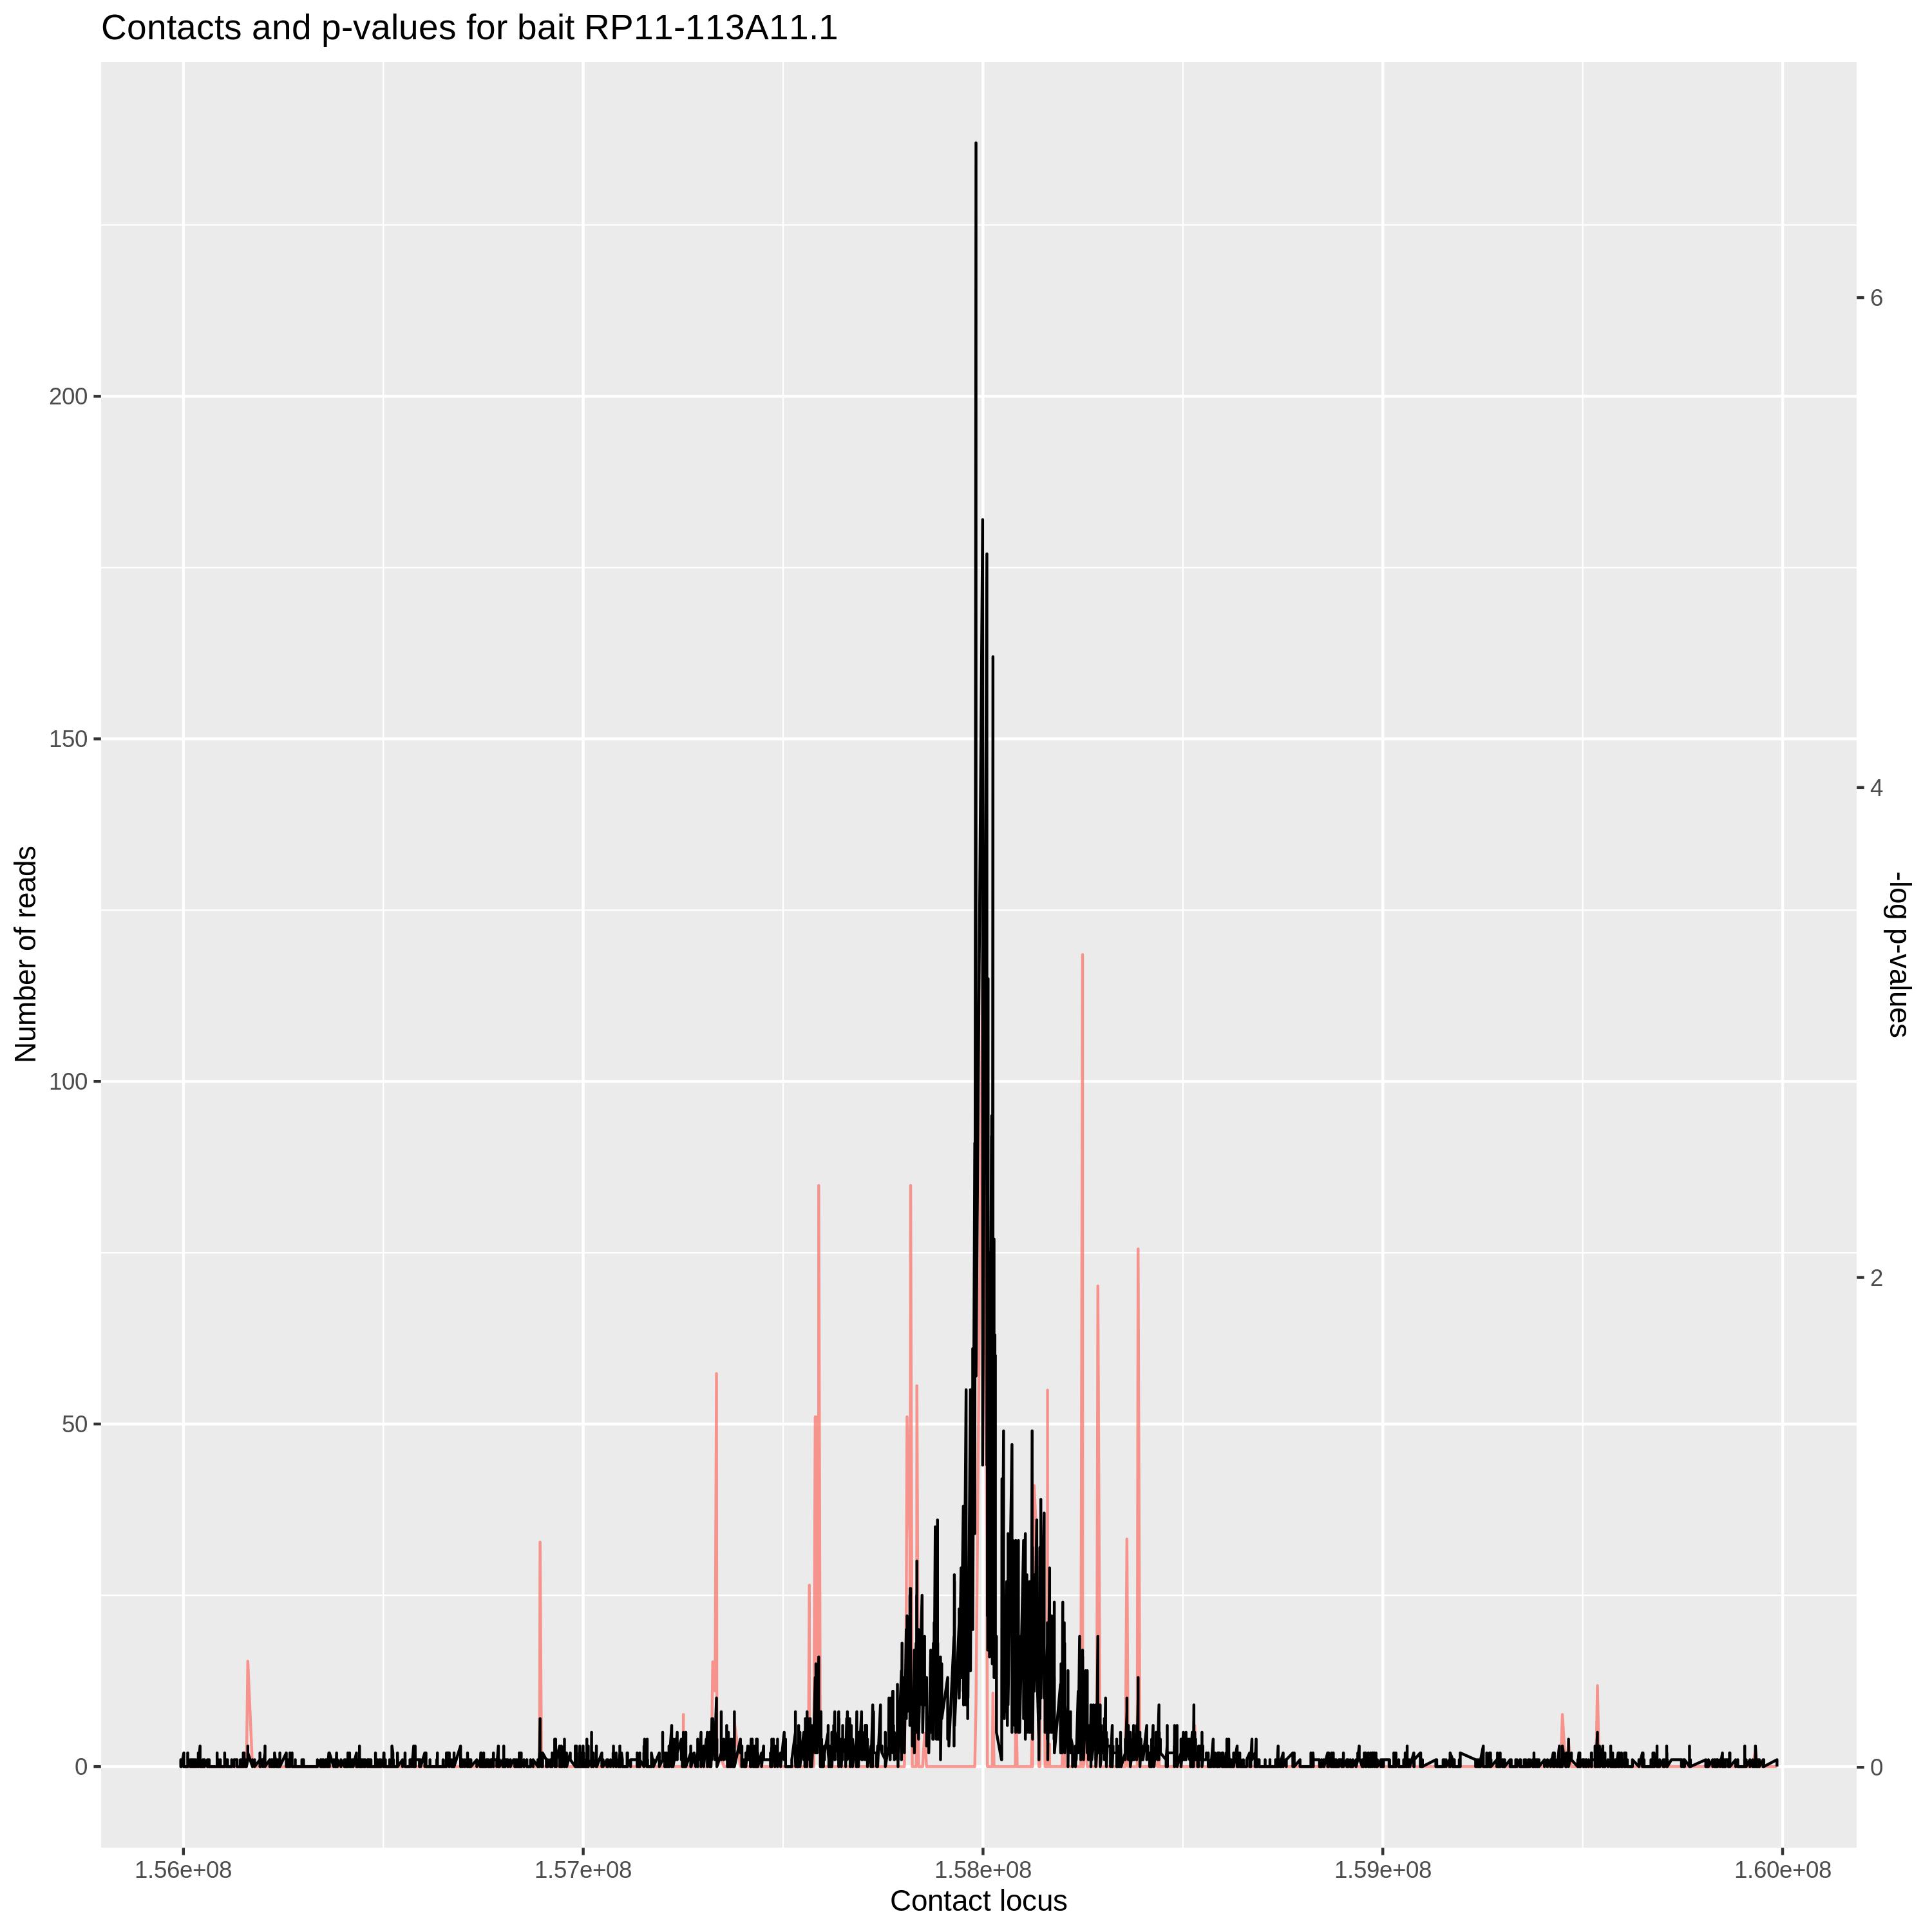 Contacts and p-values for bait RP11-113A11.1
Number of reads
200
150
100
50
0
6
4
2
0
-log p-values
1.56e+08
1.57e+08
1.58e+08
1.59e+08
1.60e+08
Contact locus